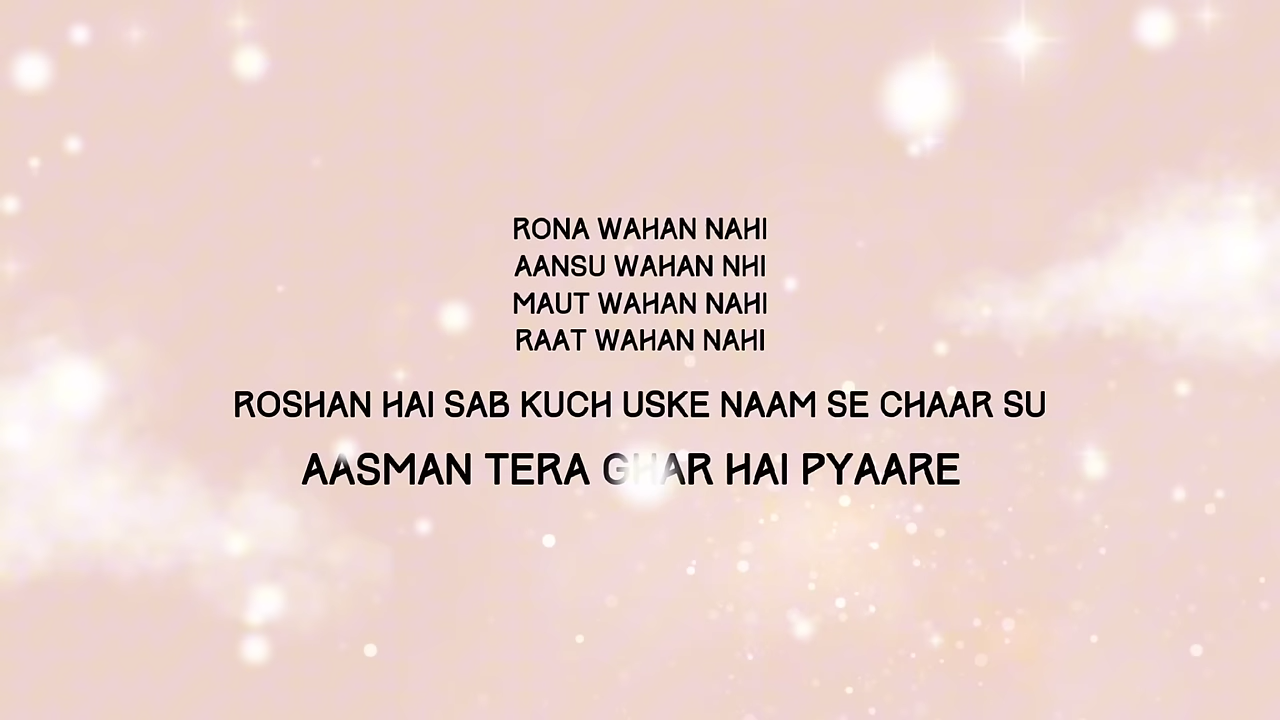 RONA WAHAN NAHI
AANSU WAHAN NHI
MAUT WAHAN NAHI
RAAT WAHAN NAHI
ROSHAN HAI SAB KUCH USKE NAAM SE CHAAR SU
AASMAN TERA GHAR HAI PYAARE